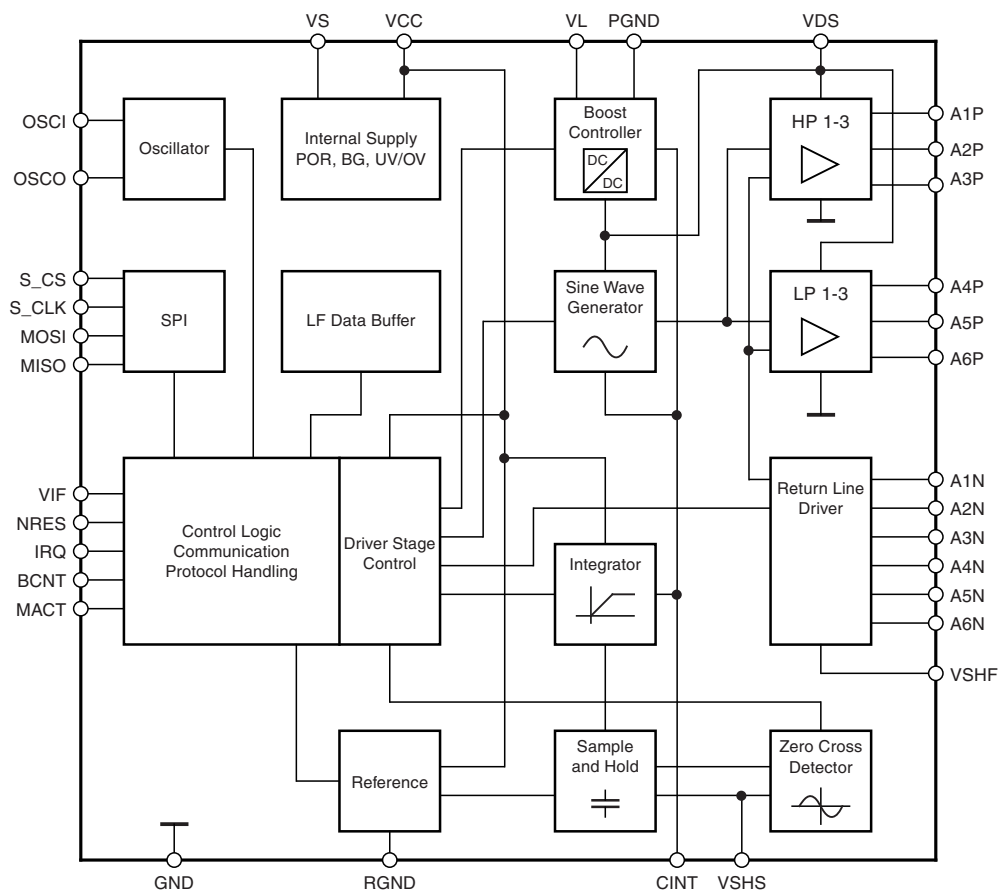 VS
VCC
VL
PGND
VDS
OSCI
OSCO
Oscillator
Internal Supply
POR, BG, UV/OV
Boost
Controller
DC
DC
HP 1-3
A1P
A2P
A3P
S_CS
S_CLK
MOSI
MISO
SPI
LF Data Buffer
Sine Wave
Generator
LP 1-3
A4P
A5P
A6P
VIF
NRES
IRQ
BCNT
MACT
Control Logic
Communication
Protocol Handling
Driver Stage
Control
Integrator
Return Line
Driver
A1N
A2N
A3N
A4N
A5N
A6N
VSHF
Reference
Sample
and Hold
Zero Cross
Detector
GND
RGND
CINT
VSHS